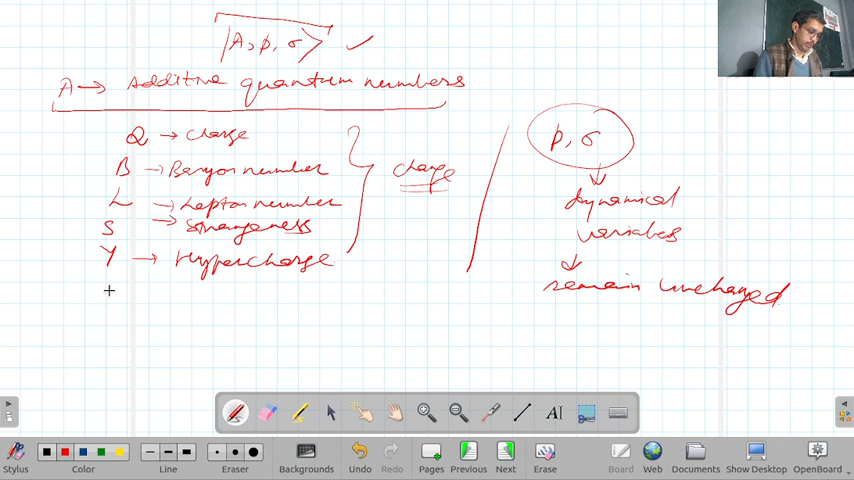 |A, p, σ> ✓
A → Additive quantum numbers
Q → Charge
B → Baryon number
L → Lepton number
S → Strangeness
Y → Hypercharge
change
p, σ
dynamical
variables
remain unchanged
Stylus
Color
Line
Eraser
Backgrounds
Undo
Redo
Pages
Previous
Next
Erase
Board
Web
Documents
Show Desktop
OpenBoard